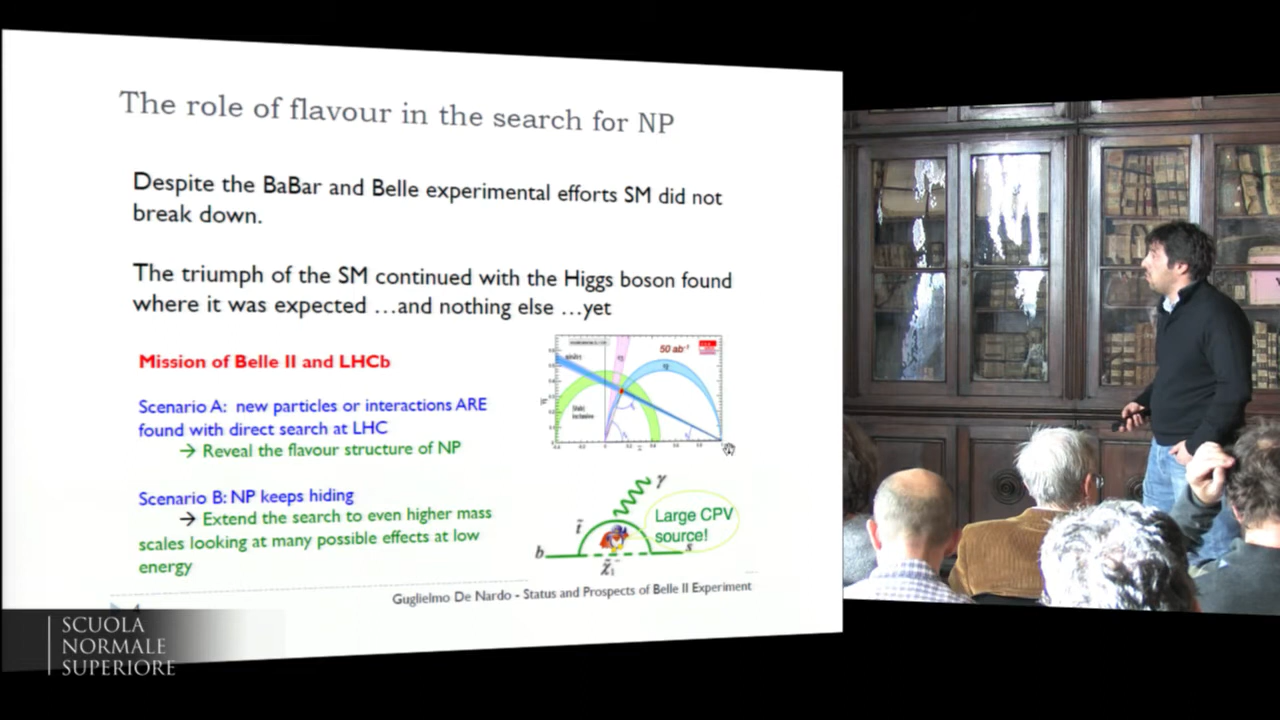 The role of flavour in the search for NP
Despite the BaBar and Belle experimental efforts SM did not
break down.
The triumph of the SM continued with the Higgs boson found
where it was expected …and nothing else …yet
Mission of Belle II and LHCb
Scenario A: new particles or interactions ARE
found with direct search at LHC
→ Reveal the flavour structure of NP
Scenario B: NP keeps hiding
→ Extend the search to even higher mass
scales looking at many possible effects at low
energy
50 ab⁻¹
γ
Large CPV
source!
t̃
b
s
χ̃₁⁻
Guglielmo De Nardo - Status and Prospects of Belle II Experiment
4
SCUOLA
NORMALE
SUPERIORE